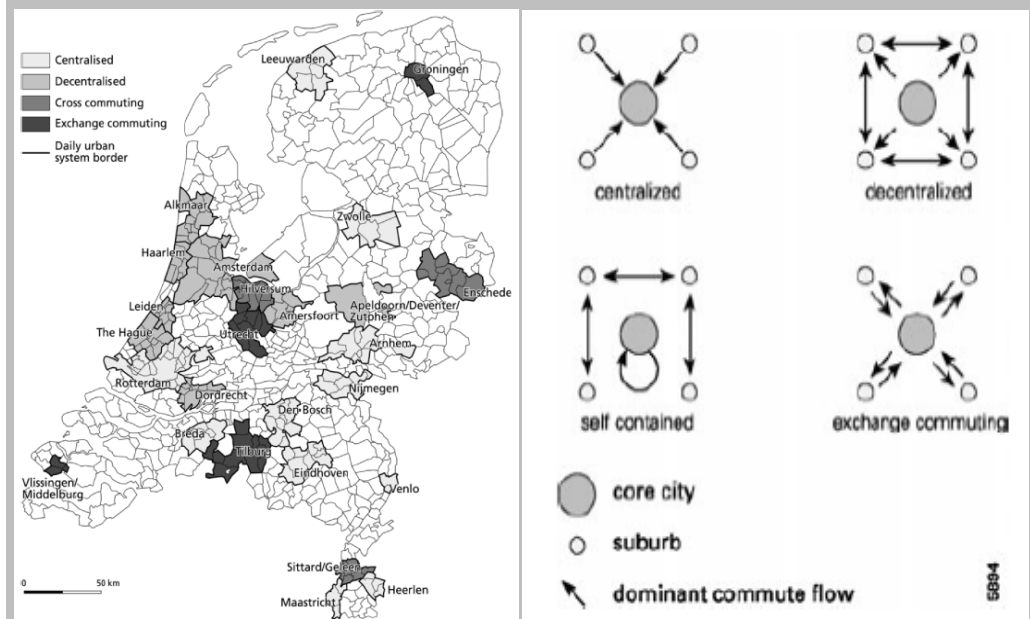 Centralised
Decentralised
Cross commuting
Exchange commuting
Daily urban
system border
Leeuwarden
Groningen
Alkmaar
Zwolle
Haarlem
Amsterdam
Hilversum
Enschede
Leiden
Amersfoort
Apeldoorn/Deventer/
Zutphen
The Hague
Utrecht
Arnhem
Rotterdam
Nijmegen
Dordrecht
Den Bosch
Breda
Tilburg
Eindhoven
Venlo
Vlissingen/
Middelburg
Sittard/Geleen
Heerlen
Maastricht
0 50 km
centralized
decentralized
self contained
exchange commuting
core city
suburb
dominant commute flow
5894